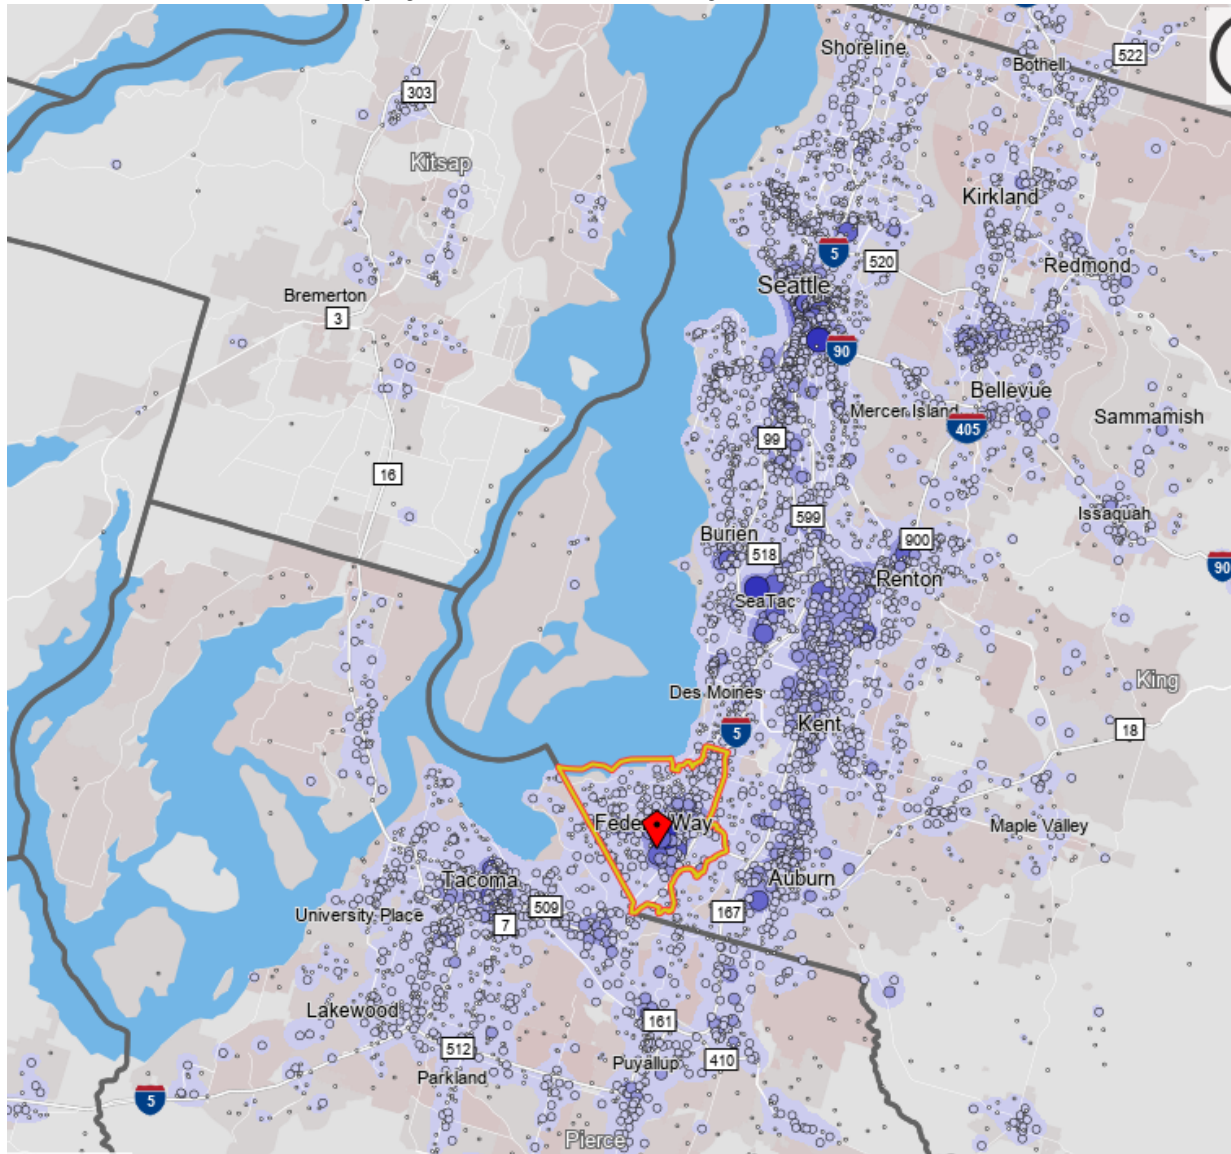 Shoreline
Bothell
522
303
Kitsap
Kirkland
5
520
Redmond
Seattle
Bremerton
3
90
Bellevue
Mercer Island
405
Sammamish
99
16
599
Issaquah
Burien
518
900
90
Renton
SeaTac
King
Des Moines
Kent
5
18
Federal Way
Maple Valley
Tacoma
Auburn
509
University Place
167
7
Lakewood
161
512
Puyallup
410
Parkland
5
Pierce